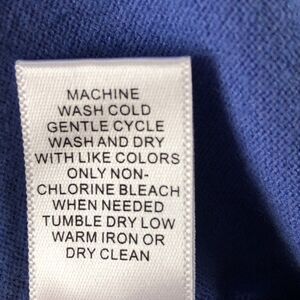 MACHINE
WASH COLD
GENTLE CYCLE
WASH AND DRY
WITH LIKE COLORS
ONLY NON-
CHLORINE BLEACH
WHEN NEEDED
TUMBLE DRY LOW
WARM IRON OR
DRY CLEAN